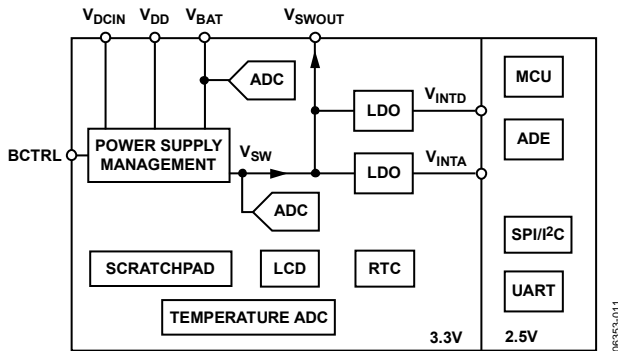 VDCIN
VDD
VBAT
VSWOUT
ADC
MCU
LDO
VINTD
ADE
BCTRL
POWER SUPPLY
MANAGEMENT
VSW
LDO
VINTA
ADC
SPI/I2C
SCRATCHPAD
LCD
RTC
UART
TEMPERATURE ADC
3.3V
2.5V
06353-011